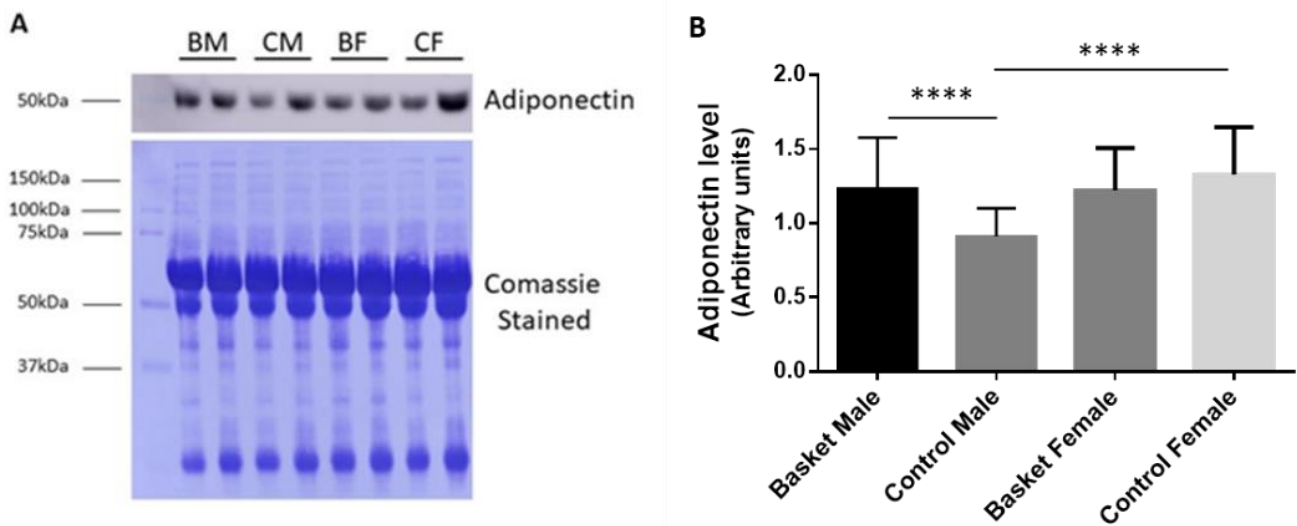 A
BM CM BF CF
50kDa
Adiponectin
150kDa
100kDa
75kDa
50kDa
37kDa
Comassie
Stained
B
****
****
Adiponectin level
(Arbitrary units)
2.0
1.5
1.0
0.5
0.0
Basket Male
Control Male
Basket Female
Control Female